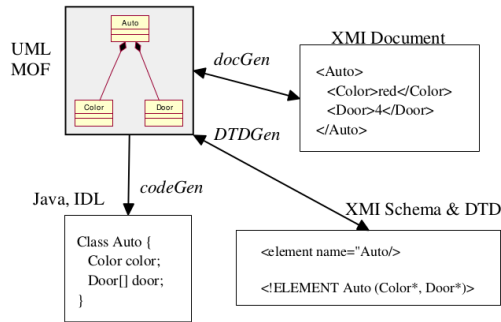 UML
MOF
Auto
Color
Door
docGen
XMI Document
<Auto>
<Color>red</Color>
<Door>4</Door>
</Auto>
DTDGen
codeGen
Java, IDL
Class Auto {
Color color;
Door[] door;
}
XMI Schema & DTD
<element name="Auto/>
<!ELEMENT Auto (Color*, Door*)>